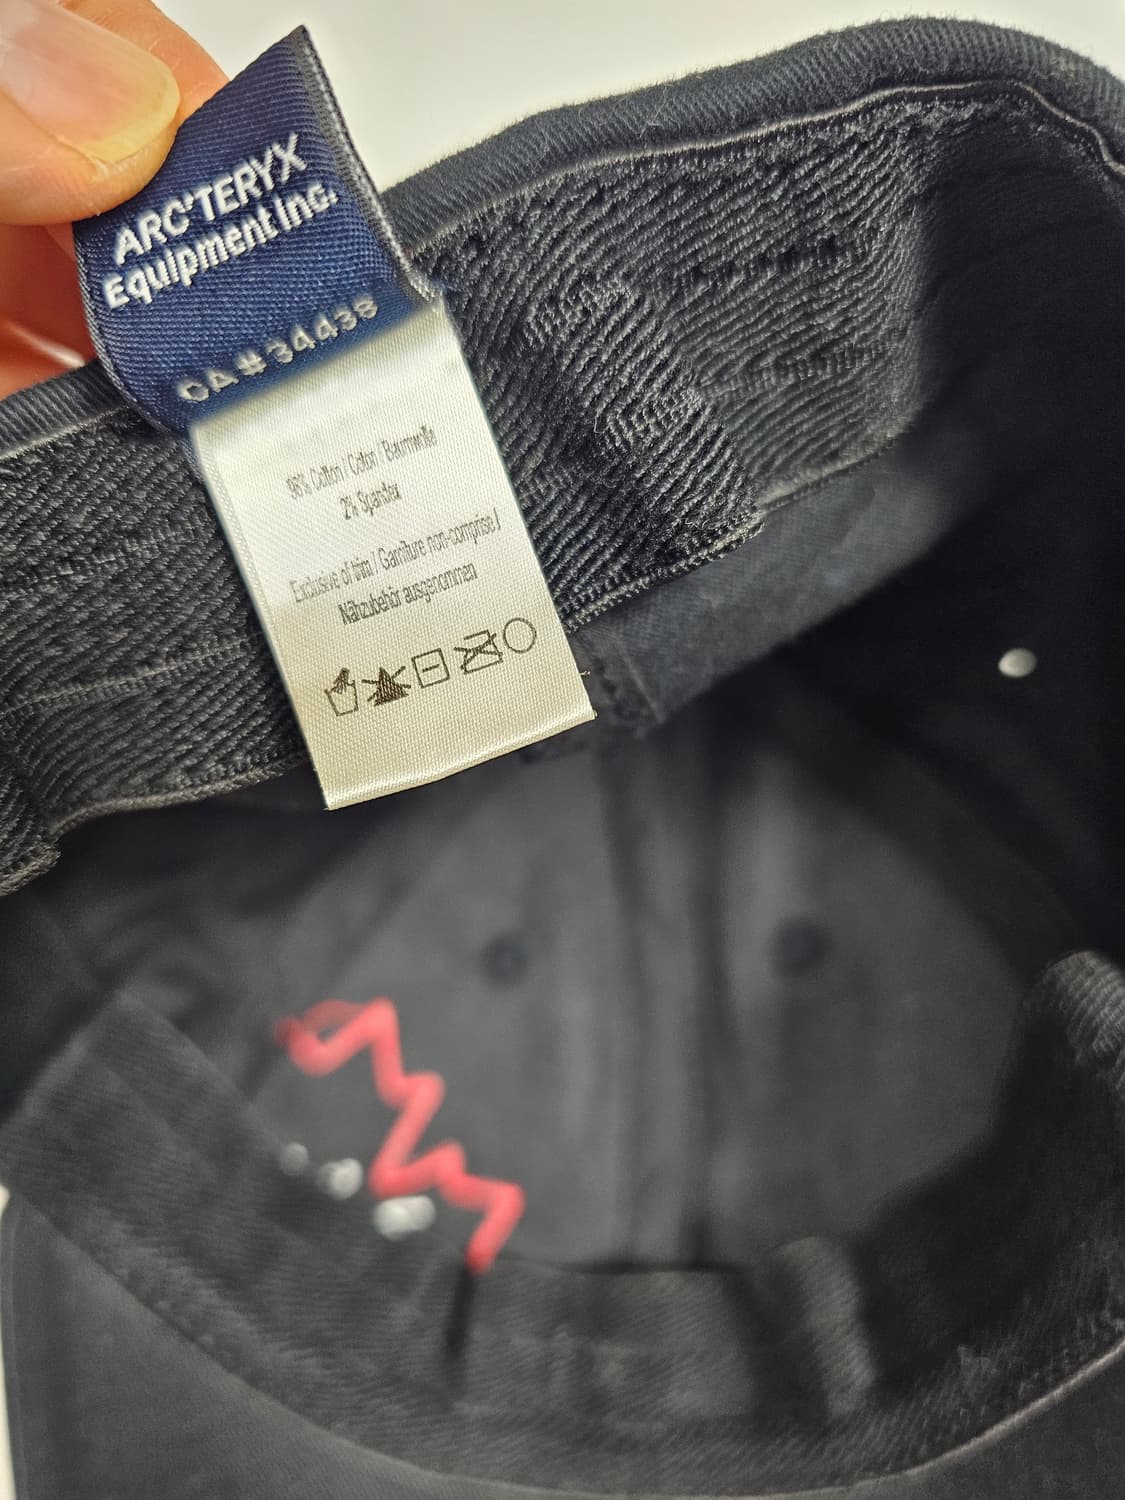 ARC'TERYX
Equipment Inc.
CA#34438
98% Cotton / Coton / Baumwolle
2% Spandex
Exclusive of trim / Garniture non-comprise /
Nähzubehör ausgenommen